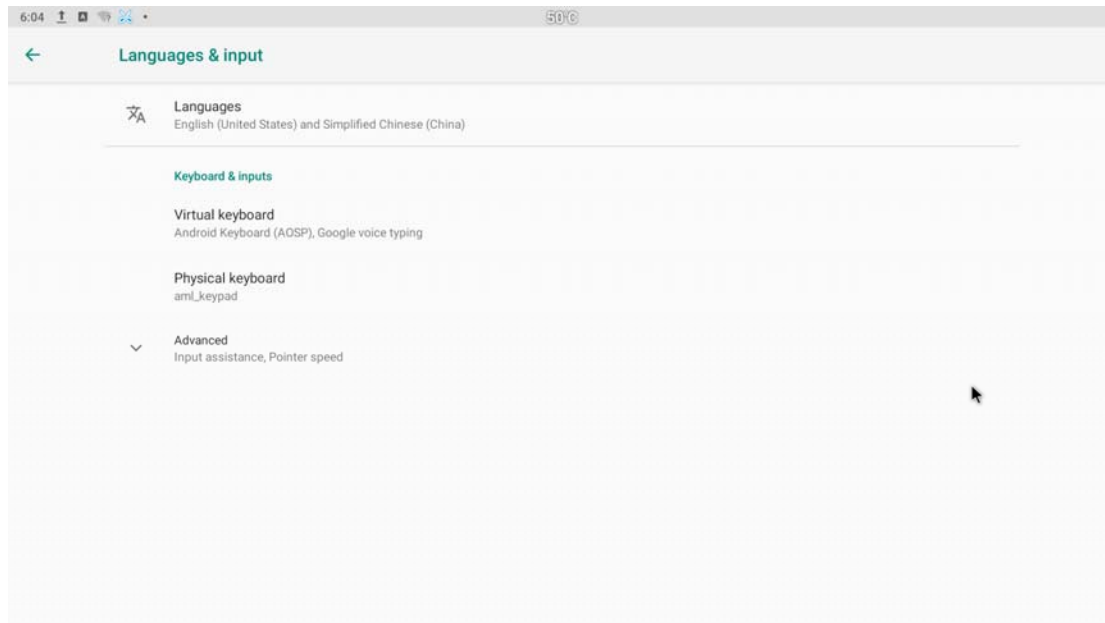 6:04
50°C
Languages & input
Languages
English (United States) and Simplified Chinese (China)
Keyboard & inputs
Virtual keyboard
Android Keyboard (AOSP), Google voice typing
Physical keyboard
aml_keypad
Advanced
Input assistance, Pointer speed